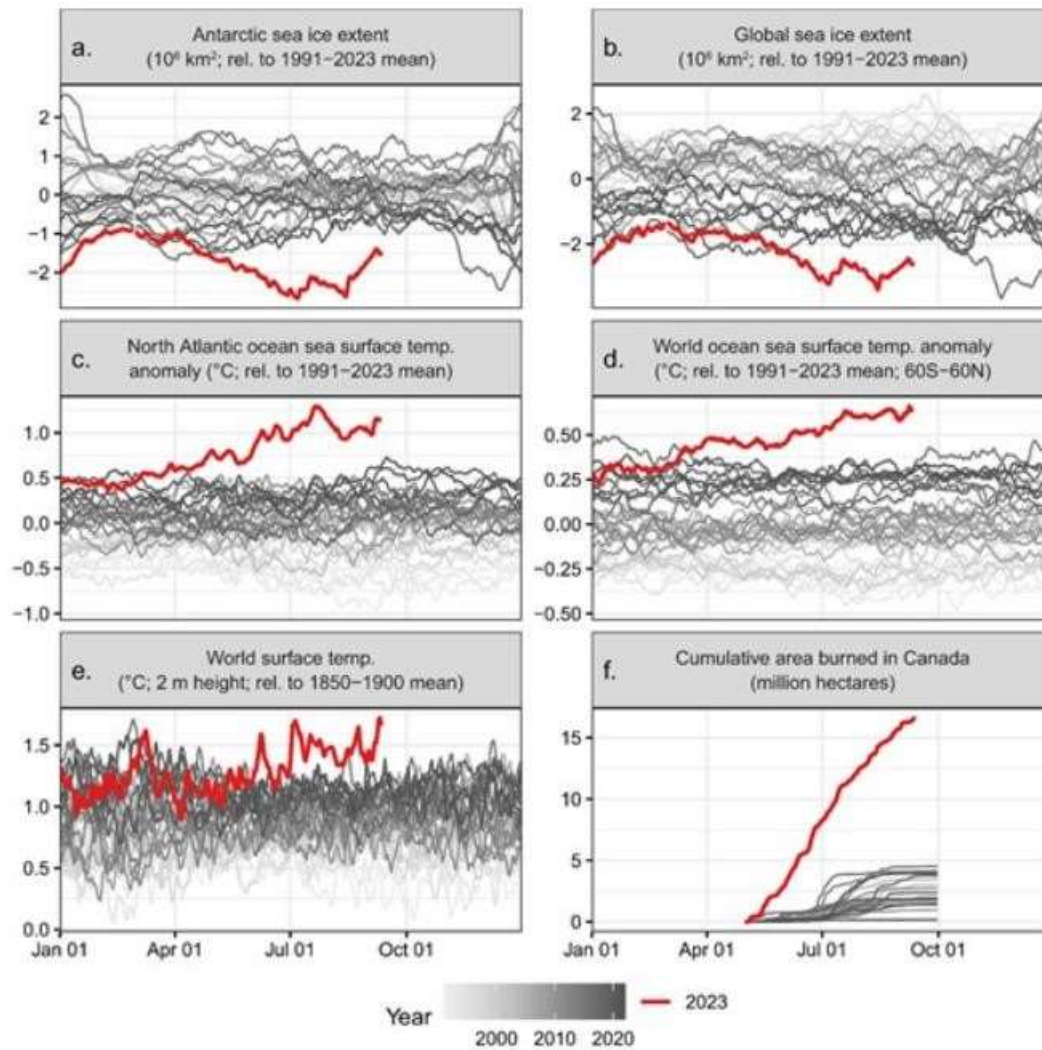 a.
Antarctic sea ice extent
(10⁶ km²; rel. to 1991−2023 mean)
b.
Global sea ice extent
(10⁶ km²; rel. to 1991−2023 mean)
2
1
0
−1
−2
2
0
−2
c.
North Atlantic ocean sea surface temp.
anomaly (°C; rel. to 1991−2023 mean)
d.
World ocean sea surface temp. anomaly
(°C; rel. to 1991−2023 mean; 60S−60N)
1.0
0.5
0.0
−0.5
−1.0
0.50
0.25
0.00
−0.25
−0.50
e.
World surface temp.
(°C; 2 m height; rel. to 1850−1900 mean)
f.
Cumulative area burned in Canada
(million hectares)
1.5
1.0
0.5
0.0
15
10
5
0
Jan 01 Apr 01 Jul 01 Oct 01
Jan 01 Apr 01 Jul 01 Oct 01
Year
2000 2010 2020
2023